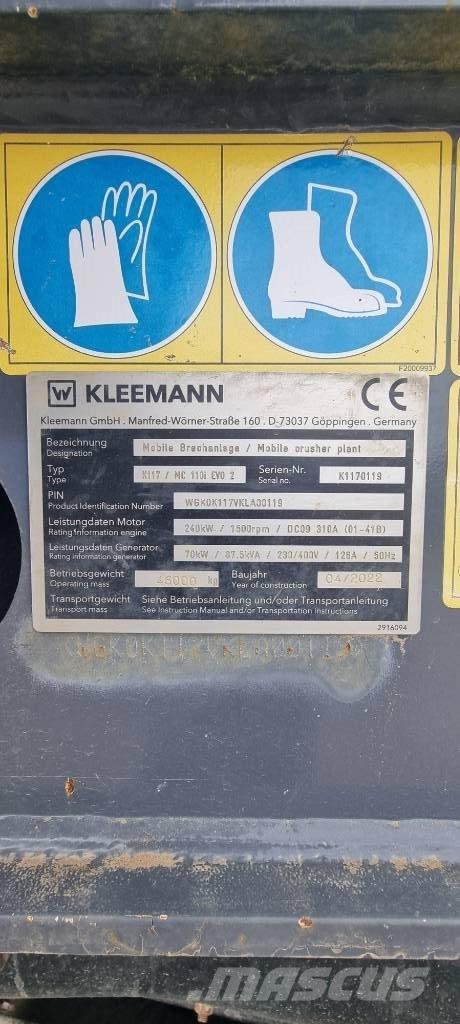 F20009937
W KLEEMANN CE
Kleemann GmbH . Manfred-Wörner-Straße 160 . D-73037 Göppingen . Germany
Bezeichnung
Designation
Mobile Brechanlage / Mobile crusher plant
Typ
Type
K117 / MC 110i EVO 2
Serien-Nr.
Serial no.
K1170119
PIN
Product Identification Number
WGK0K117VKLA00119
Leistungsdaten Motor
Rating information engine
240kW / 1500rpm / DC09 310A (01-47B)
Leistungsdaten Generator
Rating information generator
70kW / 87.5kVA / 230/400V / 126A / 50Hz
Betriebsgewicht
Operating mass
46000 kg
Baujahr
Year of construction
04/2022
Transportgewicht
Transport mass
Siehe Betriebsanleitung und/oder Transportanleitung
See Instruction Manual and/or Transportation Instructions
2916094
MASCUS